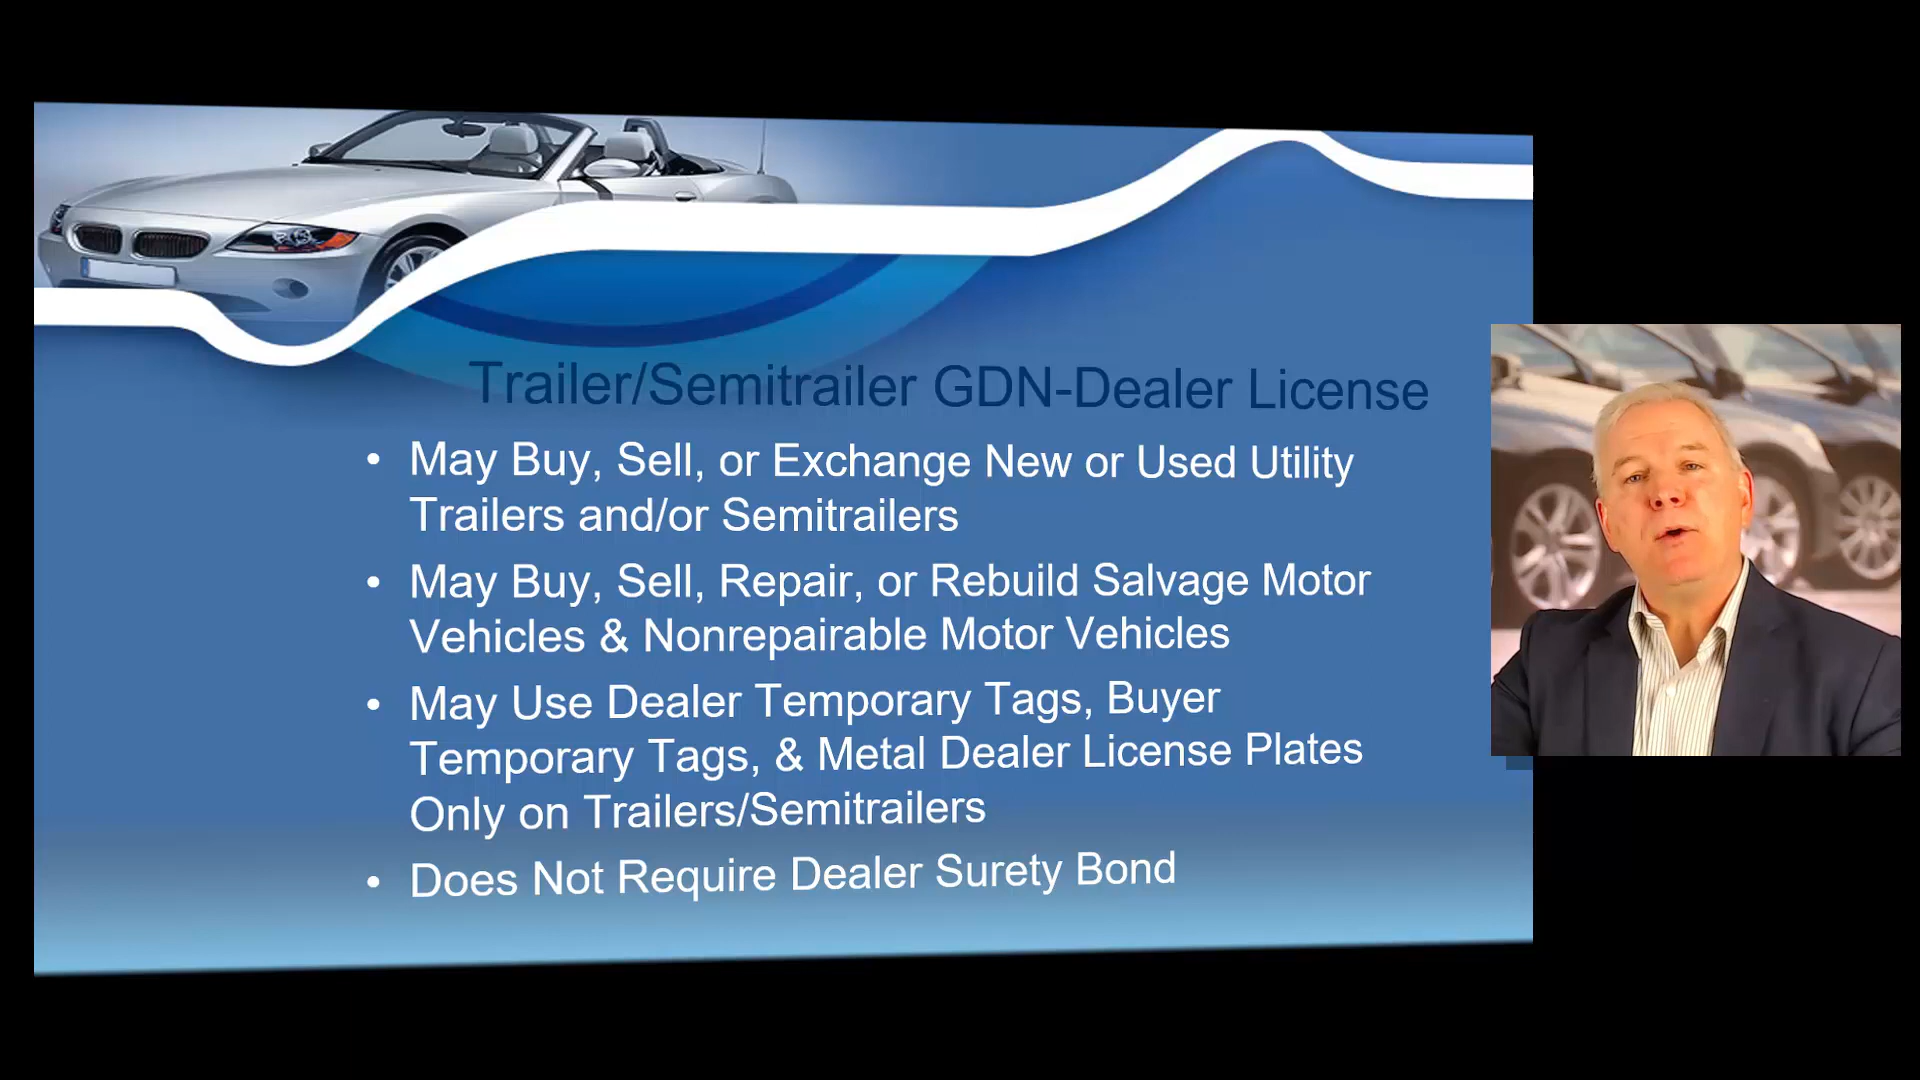 Trailer/Semitrailer GDN-Dealer License
• May Buy, Sell, or Exchange New or Used Utility
Trailers and/or Semitrailers
• May Buy, Sell, Repair, or Rebuild Salvage Motor
Vehicles & Nonrepairable Motor Vehicles
• May Use Dealer Temporary Tags, Buyer
Temporary Tags, & Metal Dealer License Plates
Only on Trailers/Semitrailers
• Does Not Require Dealer Surety Bond